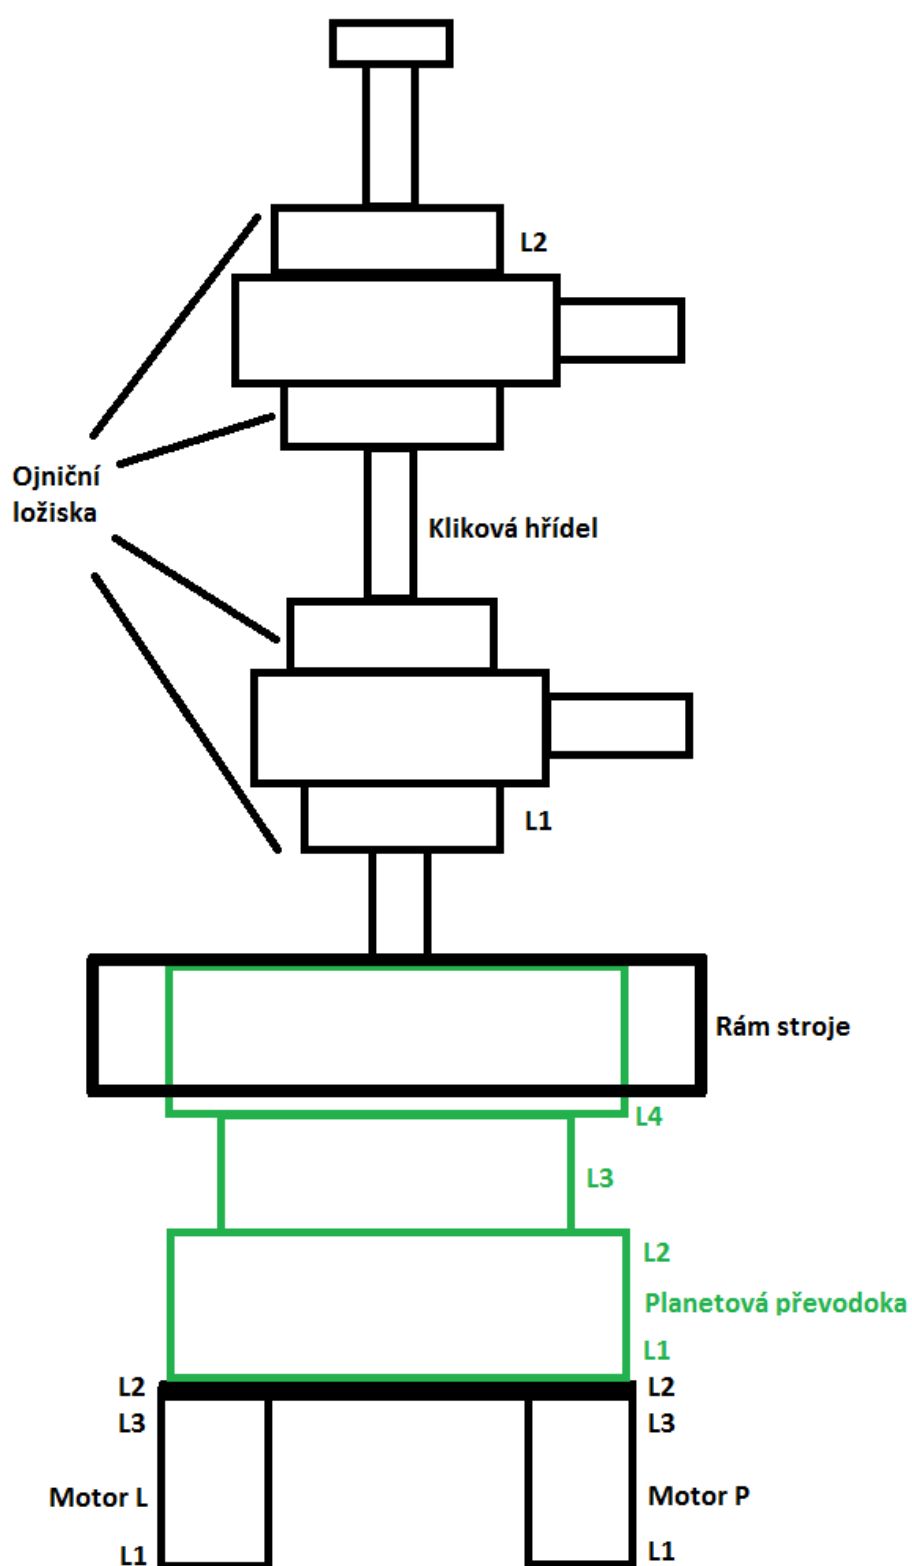 L2
Ojniční
ložiska
Kliková hřídel
L1
Rám stroje
L4
L3
L2
Planetová převodoka
L1
L2
L2
L3
L3
Motor L
Motor P
L1
L1